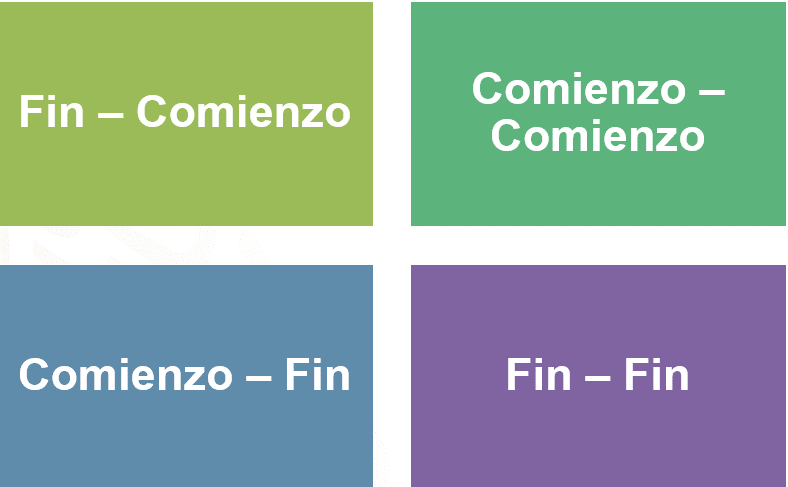 Fin – Comienzo
Comienzo –
Comienzo
Comienzo – Fin
Fin – Fin